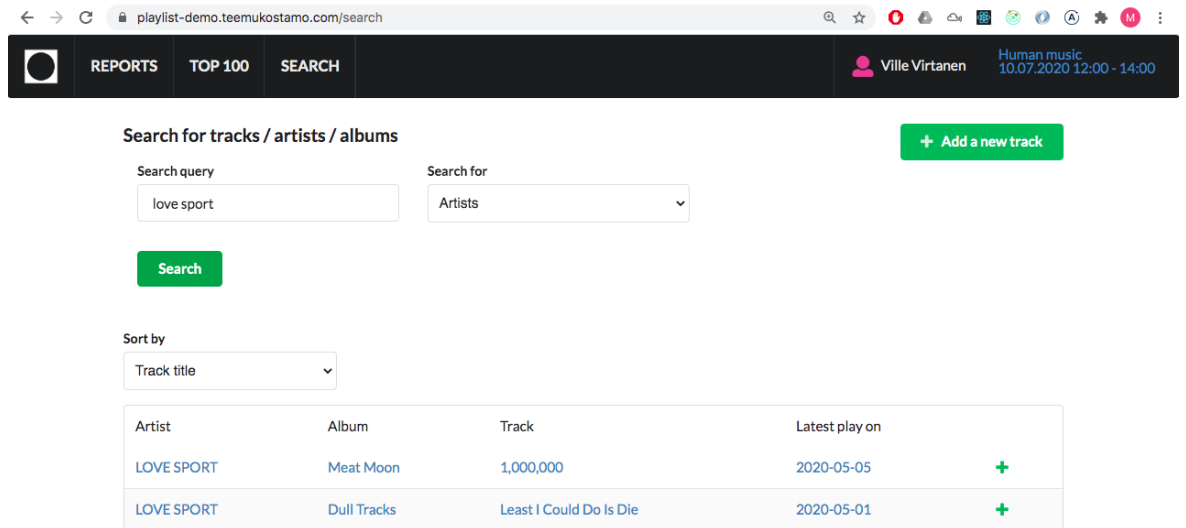 playlist-demo.teemukostamo.com/search
REPORTS TOP 100 SEARCH Ville Virtanen Human music
10.07.2020 12:00 - 14:00
Search for tracks / artists / albums
+ Add a new track
Search query Search for
love sport Artists
Search
Sort by
Track title
Artist Album Track Latest play on
LOVE SPORT Meat Moon 1,000,000 2020-05-05 +
LOVE SPORT Dull Tracks Least I Could Do Is Die 2020-05-01 +
A
M